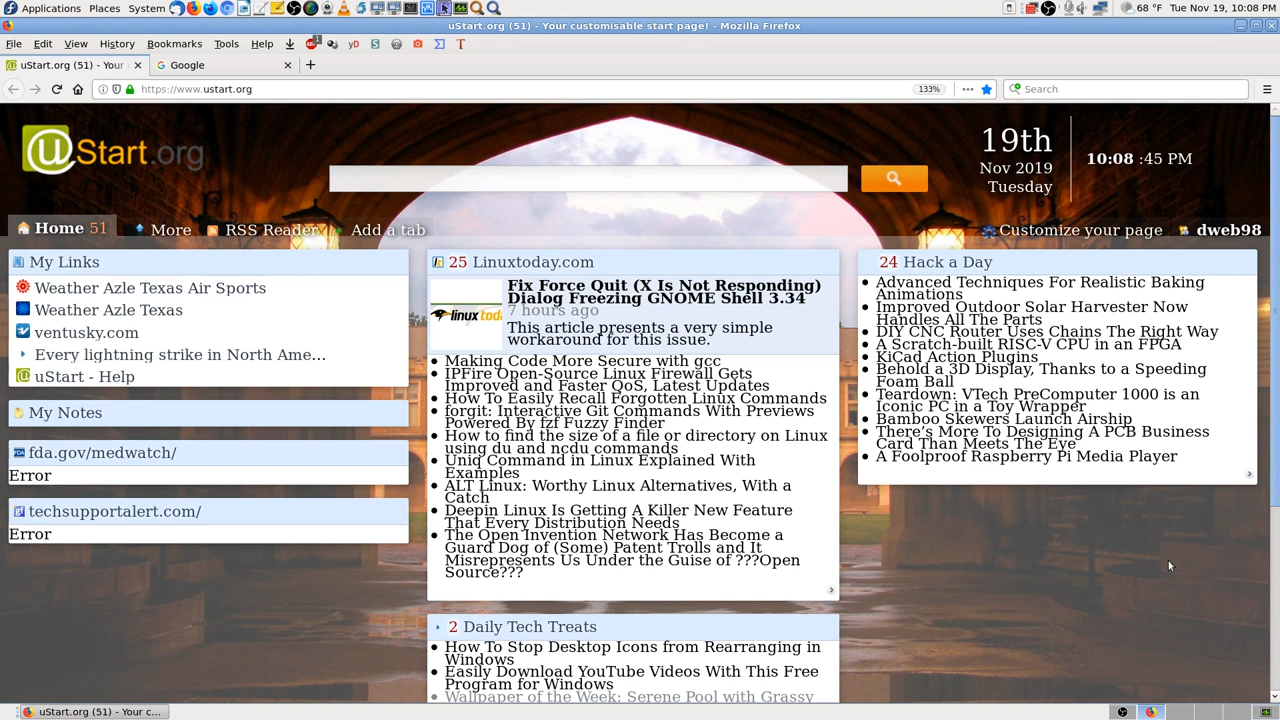 Applications Places System 68 °F Tue Nov 19, 10:08 PM
uStart.org (51) - Your customisable start page! - Mozilla Firefox
File Edit View History Bookmarks Tools Help 1 yD S T
uStart.org (51) - Your × Google × +
https://www.ustart.org 133% Search
uStart.org
19th
Nov 2019
Tuesday
10:08 :45 PM
Home 51 More RSS Reader Add a tab Customize your page dweb98
My Links
Weather Azle Texas Air Sports
Weather Azle Texas
ventusky.com
Every lightning strike in North Ame...
uStart - Help
My Notes
fda.gov/medwatch/
Error
techsupportalert.com/
Error
25 Linuxtoday.com
Fix Force Quit (X Is Not Responding)
Dialog Freezing GNOME Shell 3.34
7 hours ago
This article presents a very simple
workaround for this issue.
linux toda
Making Code More Secure with gcc
IPFire Open-Source Linux Firewall Gets
Improved and Faster QoS, Latest Updates
How To Easily Recall Forgotten Linux Commands
forgit: Interactive Git Commands With Previews
Powered By fzf Fuzzy Finder
How to find the size of a file or directory on Linux
using du and ncdu commands
Uniq Command in Linux Explained With
Examples
ALT Linux: Worthy Linux Alternatives, With a
Catch
Deepin Linux Is Getting A Killer New Feature
That Every Distribution Needs
The Open Invention Network Has Become a
Guard Dog of (Some) Patent Trolls and It
Misrepresents Us Under the Guise of ???Open
Source???
2 Daily Tech Treats
How To Stop Desktop Icons from Rearranging in
Windows
Easily Download YouTube Videos With This Free
Program for Windows
Wallpaper of the Week: Serene Pool with Grassy
24 Hack a Day
Advanced Techniques For Realistic Baking
Animations
Improved Outdoor Solar Harvester Now
Handles All The Parts
DIY CNC Router Uses Chains The Right Way
A Scratch-built RISC-V CPU in an FPGA
KiCad Action Plugins
Behold a 3D Display, Thanks to a Speeding
Foam Ball
Teardown: VTech PreComputer 1000 is an
Iconic PC in a Toy Wrapper
Bamboo Skewers Launch Airship
There's More To Designing A PCB Business
Card Than Meets The Eye
A Foolproof Raspberry Pi Media Player
uStart.org (51) - Your c...